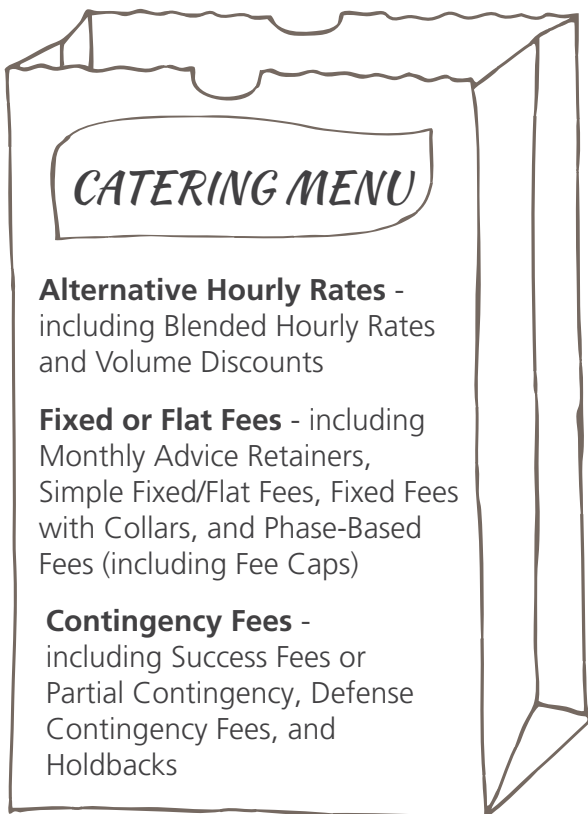 CATERING MENU
Alternative Hourly Rates -
including Blended Hourly Rates
and Volume Discounts
Fixed or Flat Fees - including
Monthly Advice Retainers,
Simple Fixed/Flat Fees, Fixed Fees
with Collars, and Phase-Based
Fees (including Fee Caps)
Contingency Fees -
including Success Fees or
Partial Contingency, Defense
Contingency Fees, and
Holdbacks